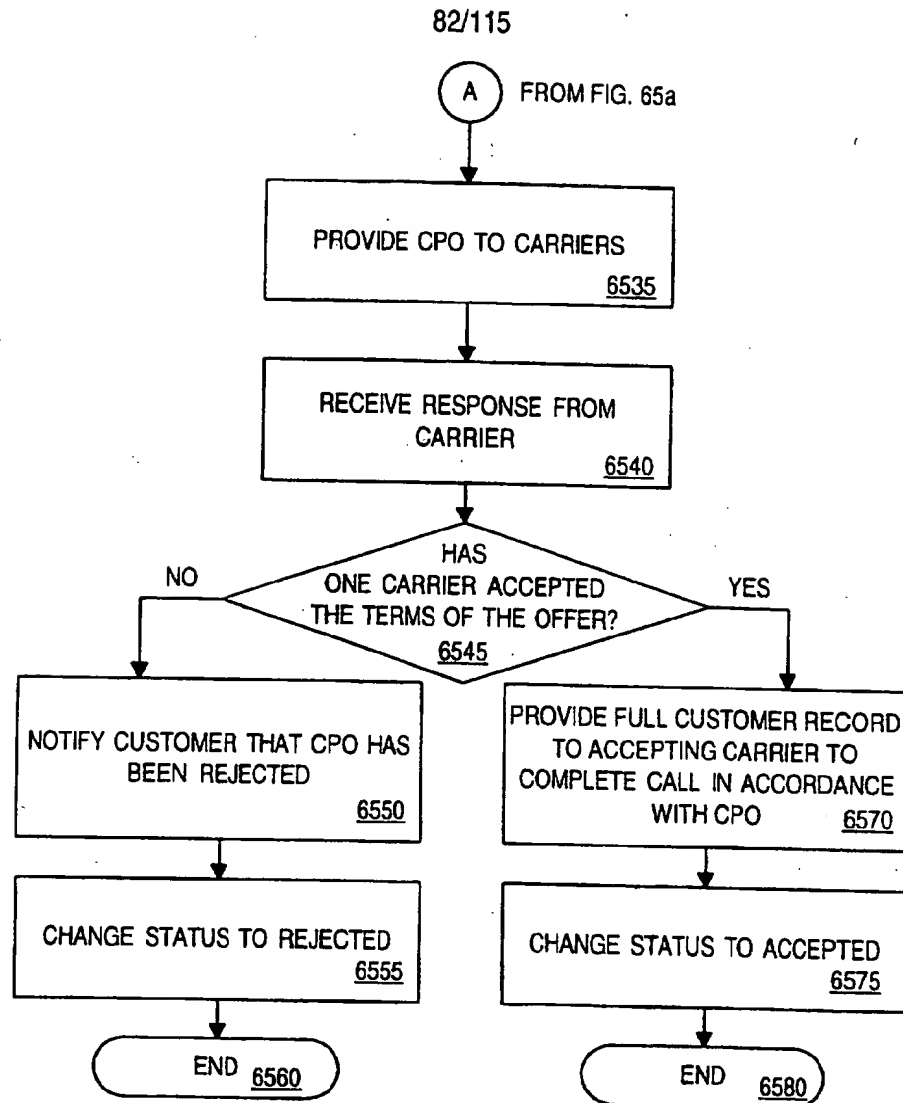 82/115
A FROM FIG. 65a
PROVIDE CPO TO CARRIERS
6535
RECEIVE RESPONSE FROM
CARRIER
6540
HAS
ONE CARRIER ACCEPTED
THE TERMS OF THE OFFER?
6545
NO
YES
NOTIFY CUSTOMER THAT CPO HAS
BEEN REJECTED
6550
PROVIDE FULL CUSTOMER RECORD
TO ACCEPTING CARRIER TO
COMPLETE CALL IN ACCORDANCE
WITH CPO 6570
CHANGE STATUS TO REJECTED
6555
CHANGE STATUS TO ACCEPTED
6575
END 6560
END 6580